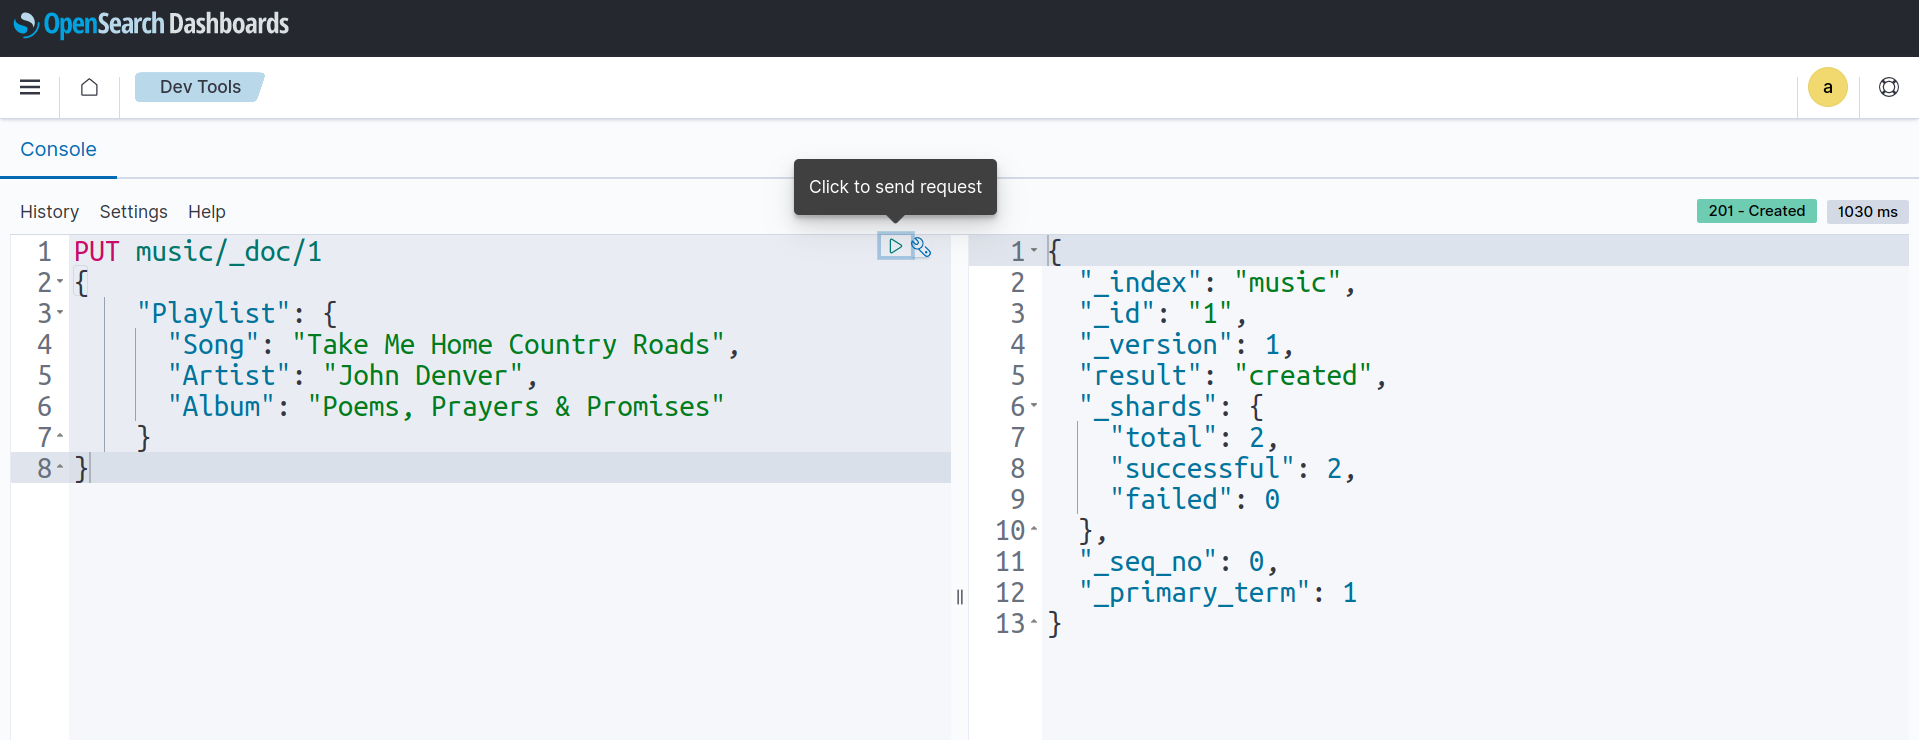 OpenSearch Dashboards
Dev Tools
a
Console
Click to send request
History Settings Help
201 - Created 1030 ms
1 PUT music/_doc/1
2 {
3 "Playlist": {
4 "Song": "Take Me Home Country Roads",
5 "Artist": "John Denver",
6 "Album": "Poems, Prayers & Promises"
7 }
8 }
1 {
2 "_index": "music",
3 "_id": "1",
4 "_version": 1,
5 "result": "created",
6 "_shards": {
7 "total": 2,
8 "successful": 2,
9 "failed": 0
10 },
11 "_seq_no": 0,
12 "_primary_term": 1
13 }